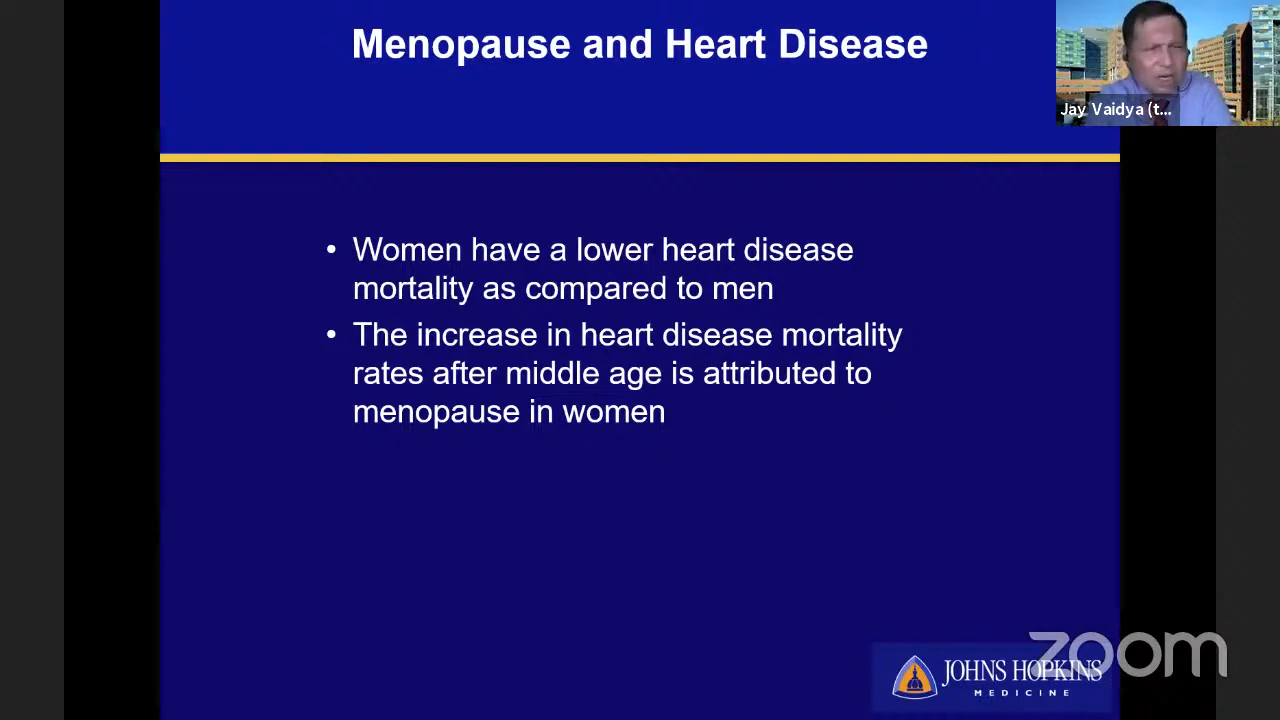 Menopause and Heart Disease
Jay Vaidya (t...
• Women have a lower heart disease
mortality as compared to men
• The increase in heart disease mortality
rates after middle age is attributed to
menopause in women
zoom
JOHNS HOPKINS
MEDICINE